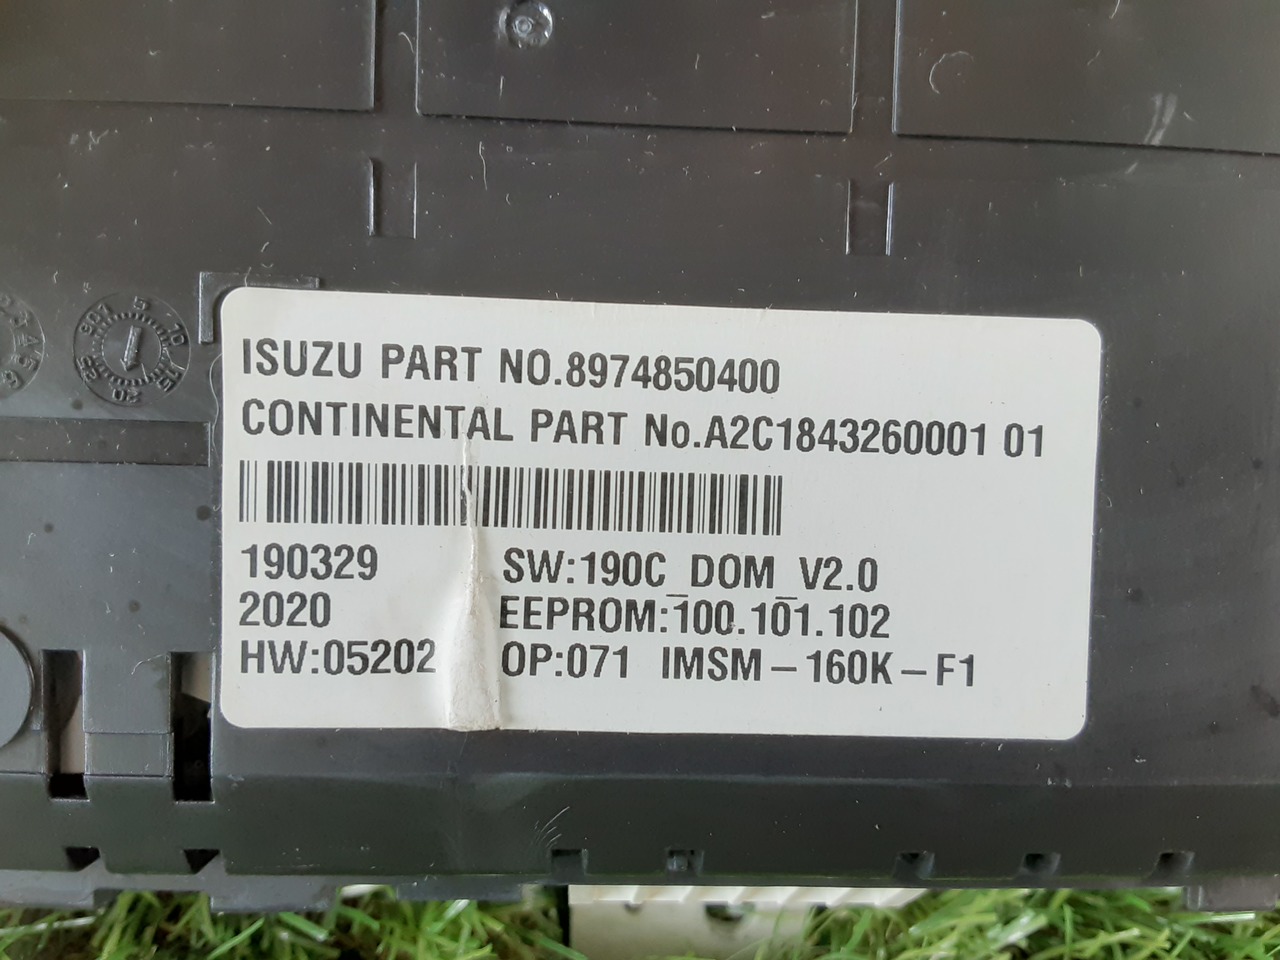 ISUZU PART NO.8974850400
CONTINENTAL PART No.A2C1843260001 01
190329 SW:190C_DOM_V2.0
2020 EEPROM:100.101.102
HW:05202 OP:071 IMSM-160K-F1